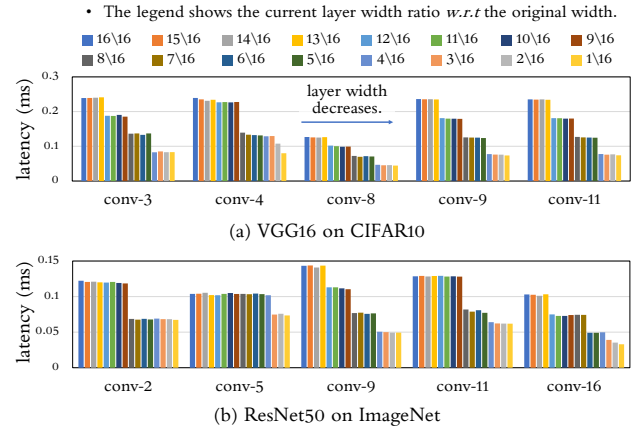 • The legend shows the current layer width ratio w.r.t the original width.
16\16 15\16 14\16 13\16 12\16 11\16 10\16 9\16
8\16 7\16 6\16 5\16 4\16 3\16 2\16 1\16
latency (ms)
0.3
0.2
0.1
0
layer width
decreases.
conv-3 conv-4 conv-8 conv-9 conv-11
(a) VGG16 on CIFAR10
latency (ms)
0.15
0.1
0.05
0
conv-2 conv-5 conv-9 conv-11 conv-16
(b) ResNet50 on ImageNet